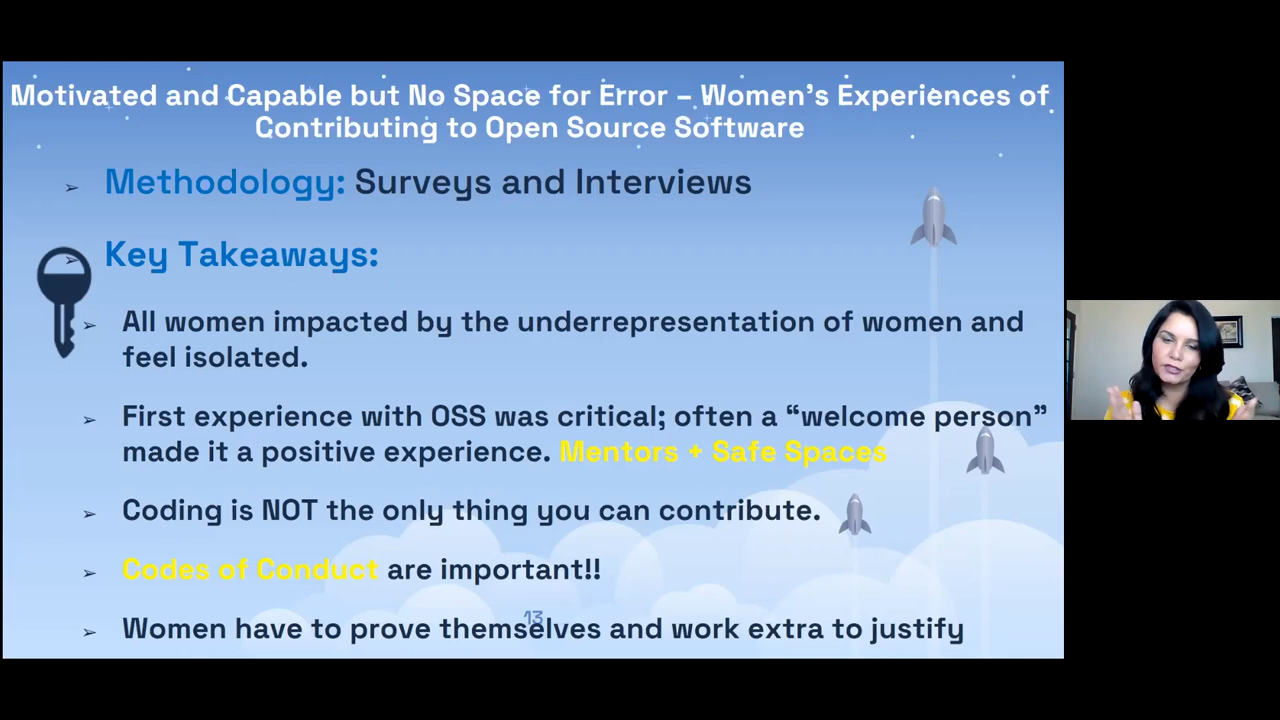 Motivated and Capable but No Space for Error – Women's Experiences of
Contributing to Open Source Software
➢ Methodology: Surveys and Interviews
➢ Key Takeaways:
➢ All women impacted by the underrepresentation of women and
feel isolated.
➢ First experience with OSS was critical; often a “welcome person”
made it a positive experience. Mentors + Safe Spaces
➢ Coding is NOT the only thing you can contribute.
➢ Codes of Conduct are important!!
13
➢ Women have to prove themselves and work extra to justify